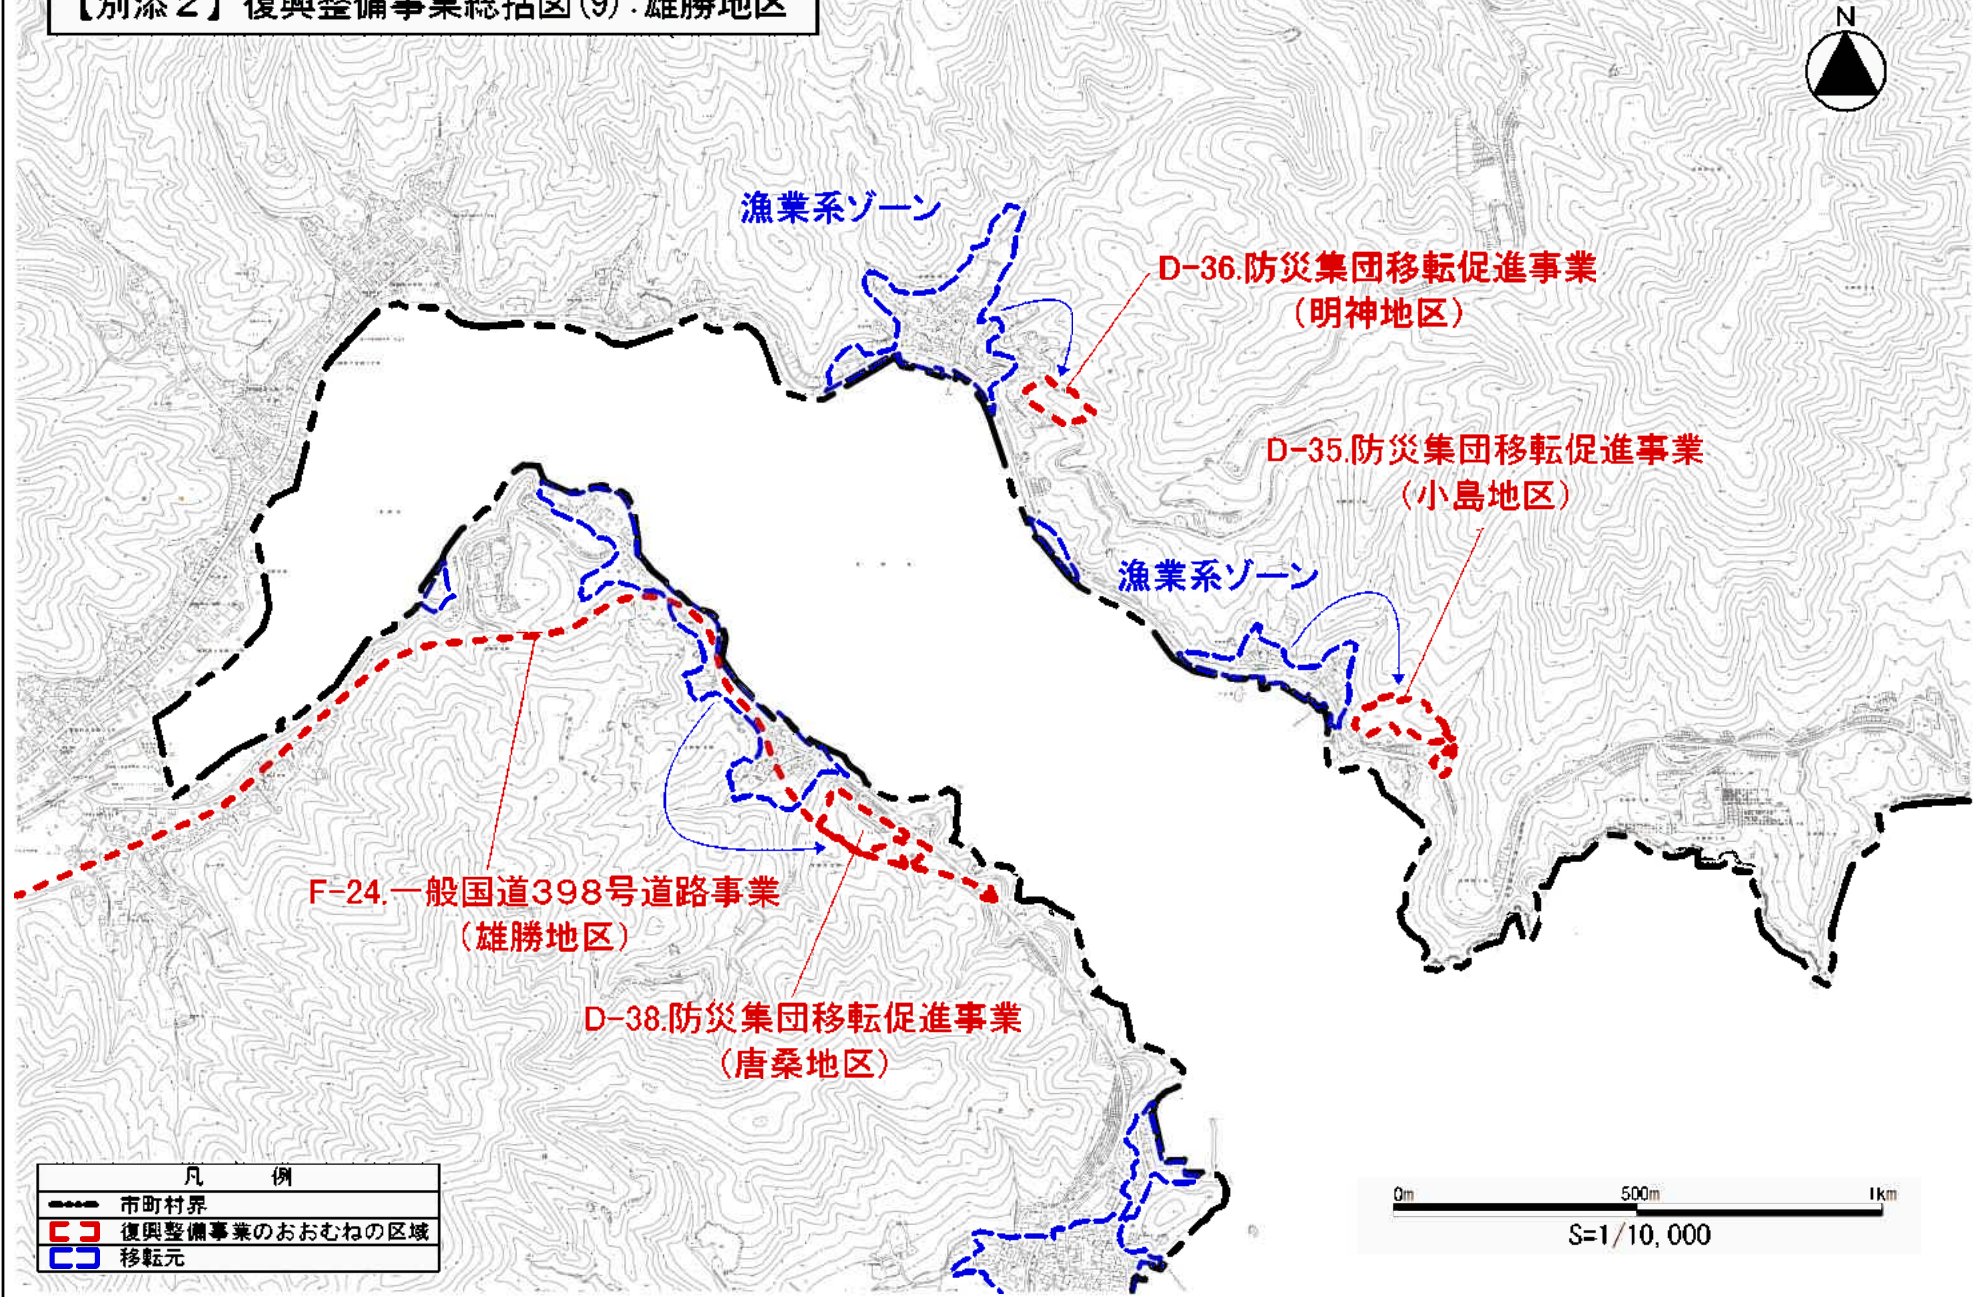 【別添２】復興整備事業総括図(9):雄勝地区
N
漁業系ゾーン
D-36.防災集団移転促進事業
(明神地区)
D-35.防災集団移転促進事業
(小島地区)
漁業系ゾーン
F-24.一般国道398号道路事業
(雄勝地区)
D-38.防災集団移転促進事業
(唐桑地区)
凡 例
市町村界
復興整備事業のおおむねの区域
移転元
0m 500m 1km
S=1/10,000